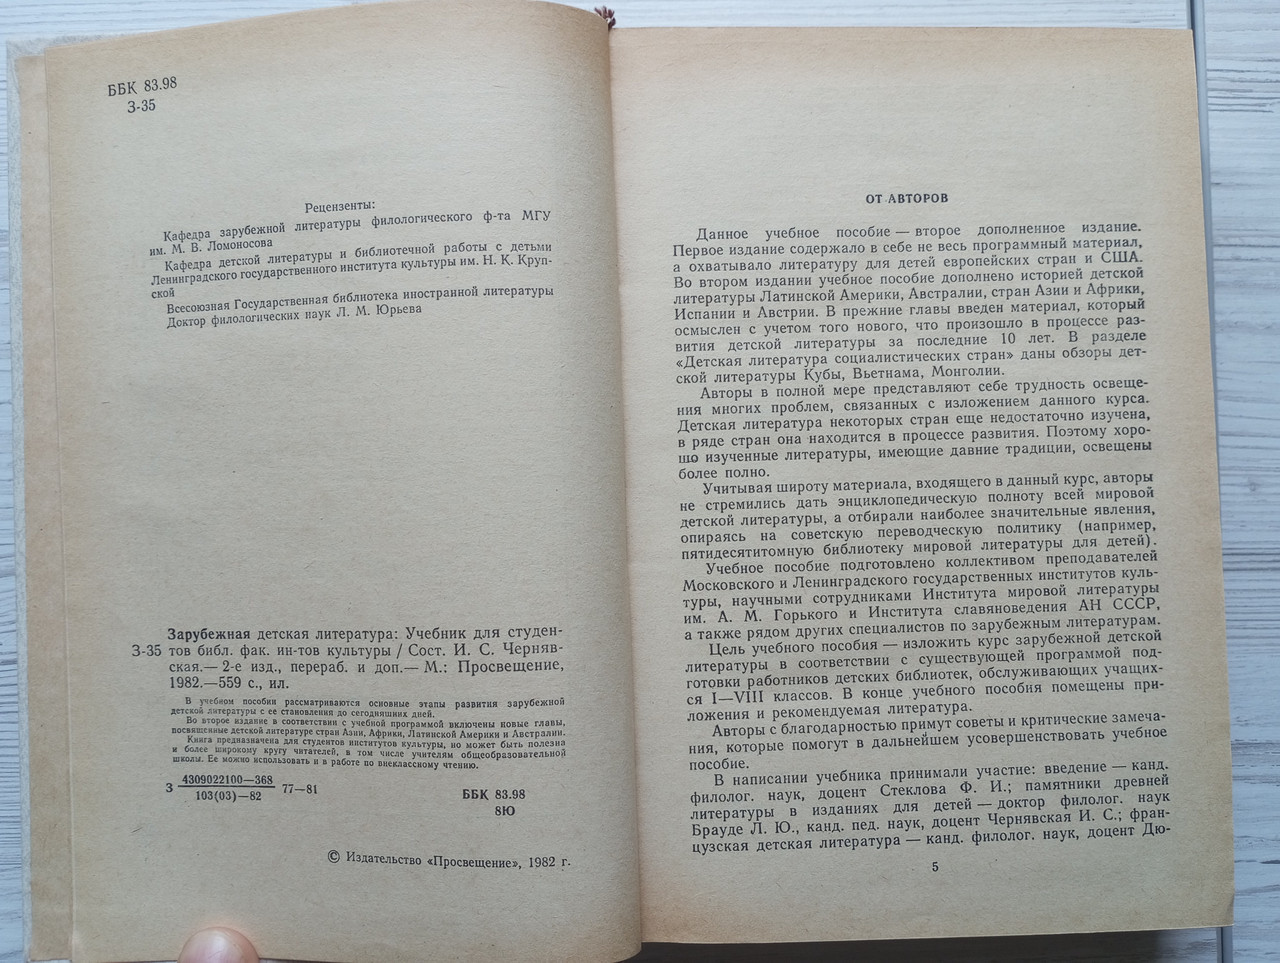 ББК 83.98
З-35
Рецензенты:
Кафедра зарубежной литературы филологического ф-та МГУ
им. М. В. Ломоносова
Кафедра детской литературы и библиотечной работы с детьми
Ленинградского государственного института культуры им. Н. К. Круп-
ской
Всесоюзная Государственная библиотека иностранной литературы
Доктор филологических наук Л. М. Юрьева
Зарубежная детская литература: Учебник для студен-
З-35 тов библ. фак. ин-тов культуры / Сост. И. С. Черняв-
ская.— 2-е изд., перераб. и доп.— М.: Просвещение,
1982.—559 с., ил.
В учебном пособии рассматриваются основные этапы развития зарубежной
детской литературы с ее становления до сегодняшних дней.
Во второе издание в соответствии с учебной программой включены новые главы,
посвященные детской литературе стран Азии, Африки, Латинской Америки и Австралии.
Книга предназначена для студентов институтов культуры, но может быть полезна
и более широкому кругу читателей, в том числе учителям общеобразовательной
школы. Ее можно использовать и в работе по внеклассному чтению.
З 4309022100—368
103(03)—82 77—81
ББК 83.98
8Ю
© Издательство «Просвещение», 1982 г.
ОТ АВТОРОВ
Данное учебное пособие — второе дополненное издание.
Первое издание содержало в себе не весь программный материал,
а охватывало литературу для детей европейских стран и США.
Во втором издании учебное пособие дополнено историей детской
литературы Латинской Америки, Австралии, стран Азии и Африки,
Испании и Австрии. В прежние главы введен материал, который
осмыслен с учетом того нового, что произошло в процессе раз-
вития детской литературы за последние 10 лет. В разделе
«Детская литература социалистических стран» даны обзоры дет-
ской литературы Кубы, Вьетнама, Монголии.
Авторы в полной мере представляют себе трудность освеще-
ния многих проблем, связанных с изложением данного курса.
Детская литература некоторых стран еще недостаточно изучена,
в ряде стран она находится в процессе развития. Поэтому хоро-
шо изученные литературы, имеющие давние традиции, освещены
более полно.
Учитывая широту материала, входящего в данный курс, авторы
не стремились дать энциклопедическую полноту всей мировой
детской литературы, а отбирали наиболее значительные явления,
опираясь на советскую переводческую политику (например,
пятидесятитомную библиотеку мировой литературы для детей).
Учебное пособие подготовлено коллективом преподавателей
Московского и Ленинградского государственных институтов куль-
туры, научными сотрудниками Института мировой литературы
им. А. М. Горького и Института славяноведения АН СССР,
а также рядом других специалистов по зарубежным литературам.
Цель учебного пособия — изложить курс зарубежной детской
литературы в соответствии с существующей программой под-
готовки работников детских библиотек, обслуживающих учащих-
ся I—VIII классов. В конце учебного пособия помещены при-
ложения и рекомендуемая литература.
Авторы с благодарностью примут советы и критические замеча-
ния, которые помогут в дальнейшем усовершенствовать учебное
пособие.
В написании учебника принимали участие: введение — канд.
филолог. наук, доцент Стеклова Ф. И.; памятники древней
литературы в изданиях для детей — доктор филолог. наук
Брауде Л. Ю., канд. пед. наук, доцент Чернявская И. С.; фран-
цузская детская литература — канд. филолог. наук, доцент Дю-
5